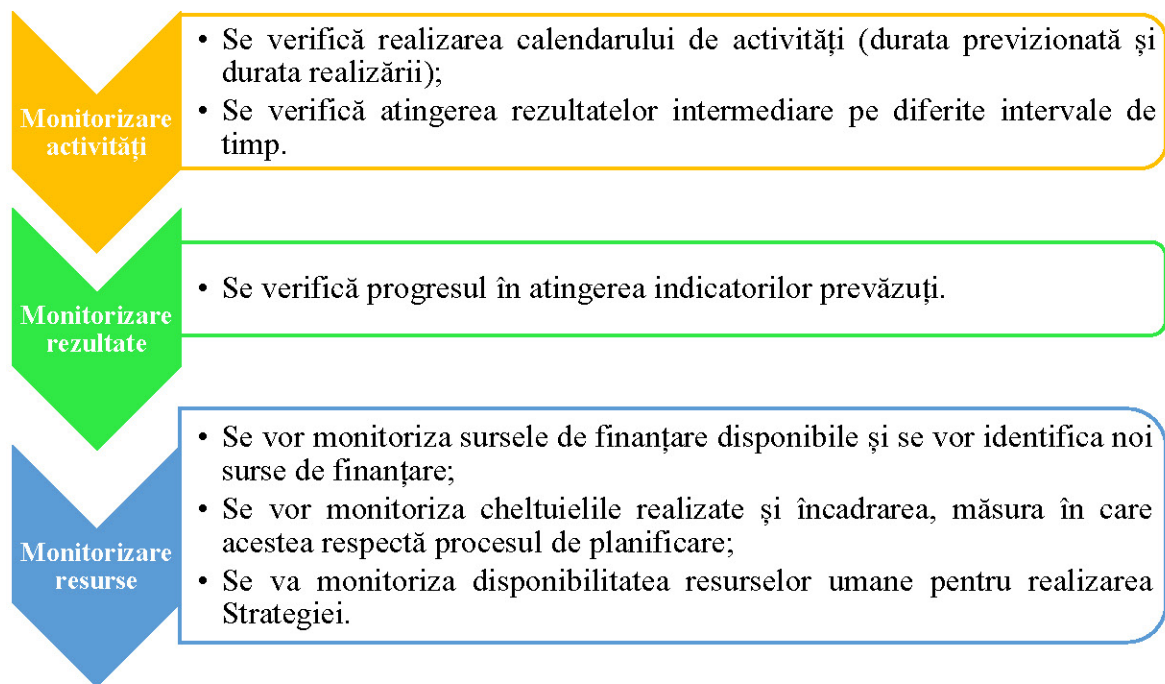 Monitorizare
activități
• Se verifică realizarea calendarului de activități (durata previzionată și
durata realizării);
• Se verifică atingerea rezultatelor intermediare pe diferite intervale de
timp.
Monitorizare
rezultate
• Se verifică progresul în atingerea indicatorilor prevăzuți.
Monitorizare
resurse
• Se vor monitoriza sursele de finanțare disponibile și se vor identifica noi
surse de finanțare;
• Se vor monitoriza cheltuielile realizate și încadrarea, măsura în care
acestea respectă procesul de planificare;
• Se va monitoriza disponibilitatea resurselor umane pentru realizarea
Strategiei.